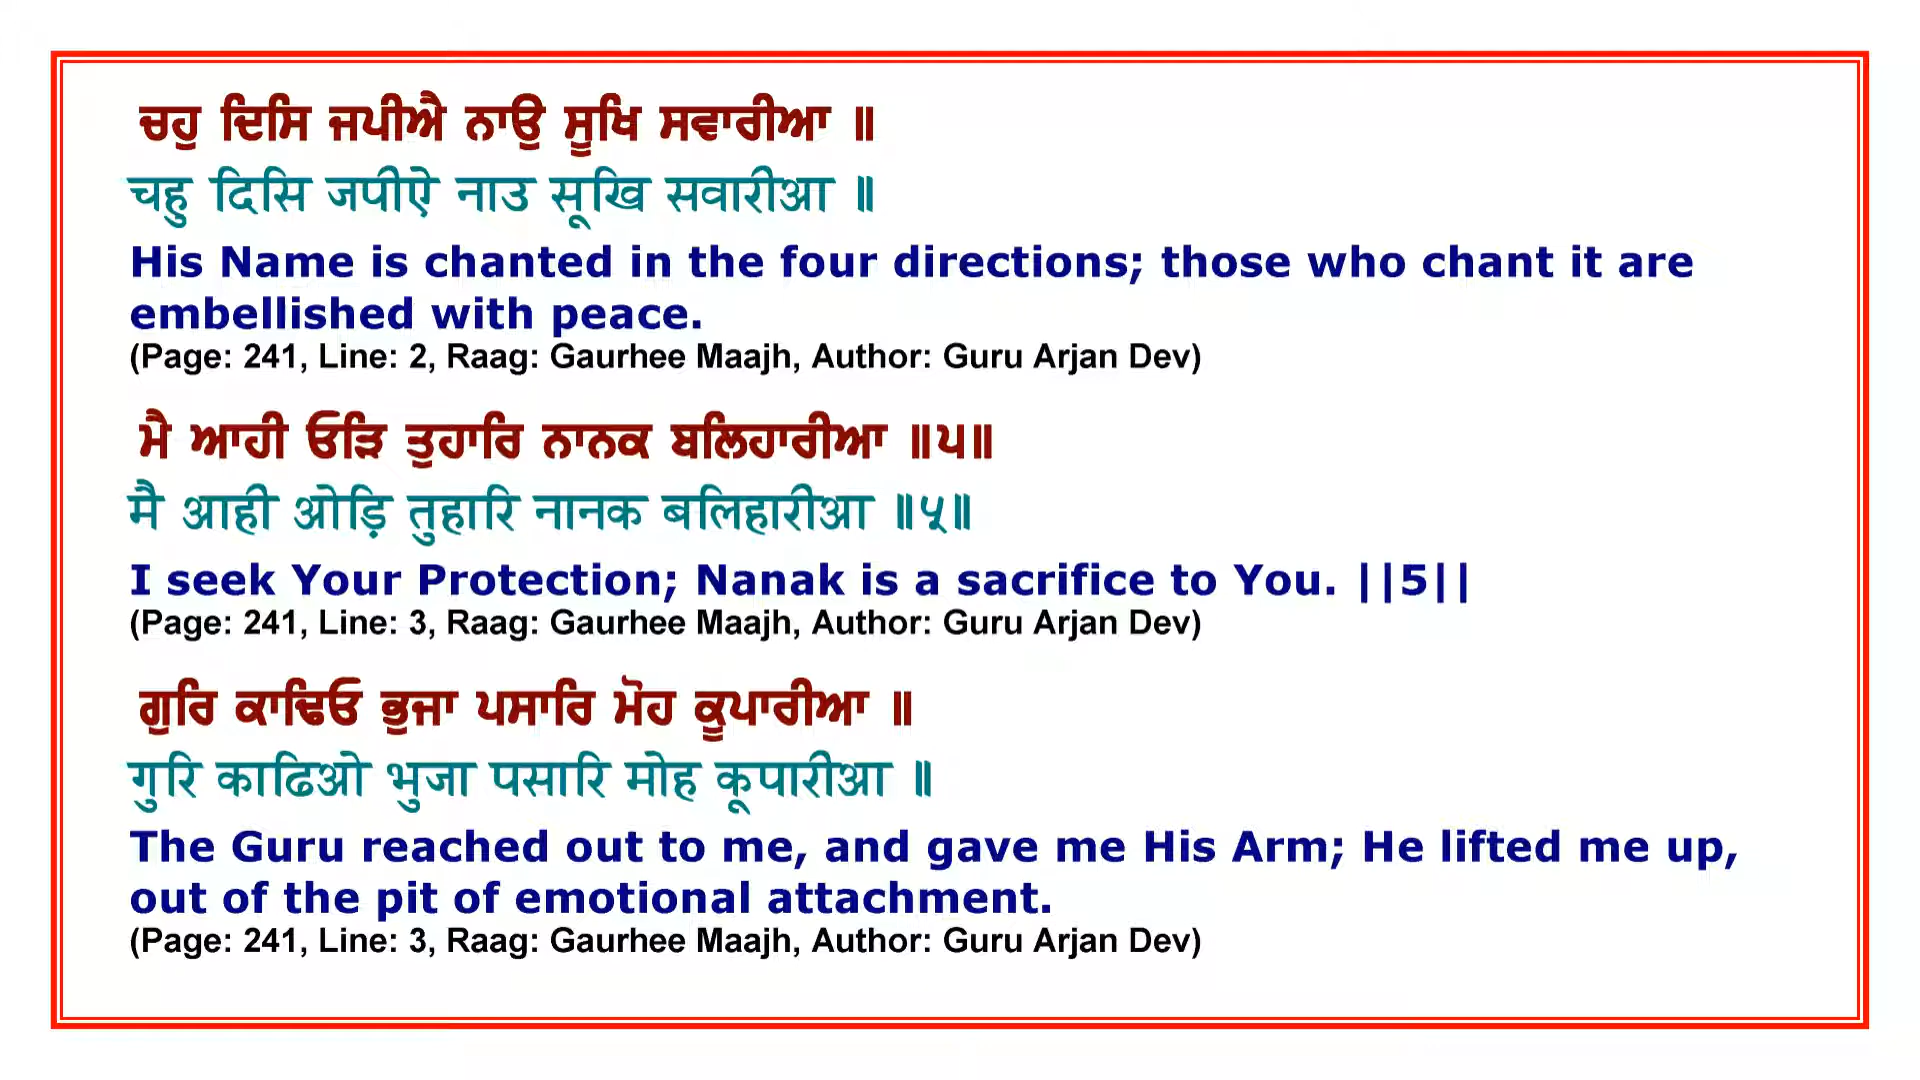 ਚਹੁ ਦਿਸਿ ਜਪੀਐ ਨਾਉ ਸੂਖਿ ਸਵਾਰੀਆ ॥
चहु दिसि जपीऐ नाउ सूखि सवारीआ ॥
His Name is chanted in the four directions; those who chant it are
embellished with peace.
(Page: 241, Line: 2, Raag: Gaurhee Maajh, Author: Guru Arjan Dev)
ਮੈ ਆਹੀ ਓੜਿ ਤੁਹਾਰਿ ਨਾਨਕ ਬਲਿਹਾਰੀਆ ॥੫॥
मै आही ओड़ि तुहारि नानक बलिहारीआ ॥५॥
I seek Your Protection; Nanak is a sacrifice to You. ||5||
(Page: 241, Line: 3, Raag: Gaurhee Maajh, Author: Guru Arjan Dev)
ਗੁਰਿ ਕਾਢਿਓ ਭੁਜਾ ਪਸਾਰਿ ਮੋਹ ਕੂਪਾਰੀਆ ॥
गुरि काढिओ भुजा पसारि मोह कूपारीआ ॥
The Guru reached out to me, and gave me His Arm; He lifted me up,
out of the pit of emotional attachment.
(Page: 241, Line: 3, Raag: Gaurhee Maajh, Author: Guru Arjan Dev)